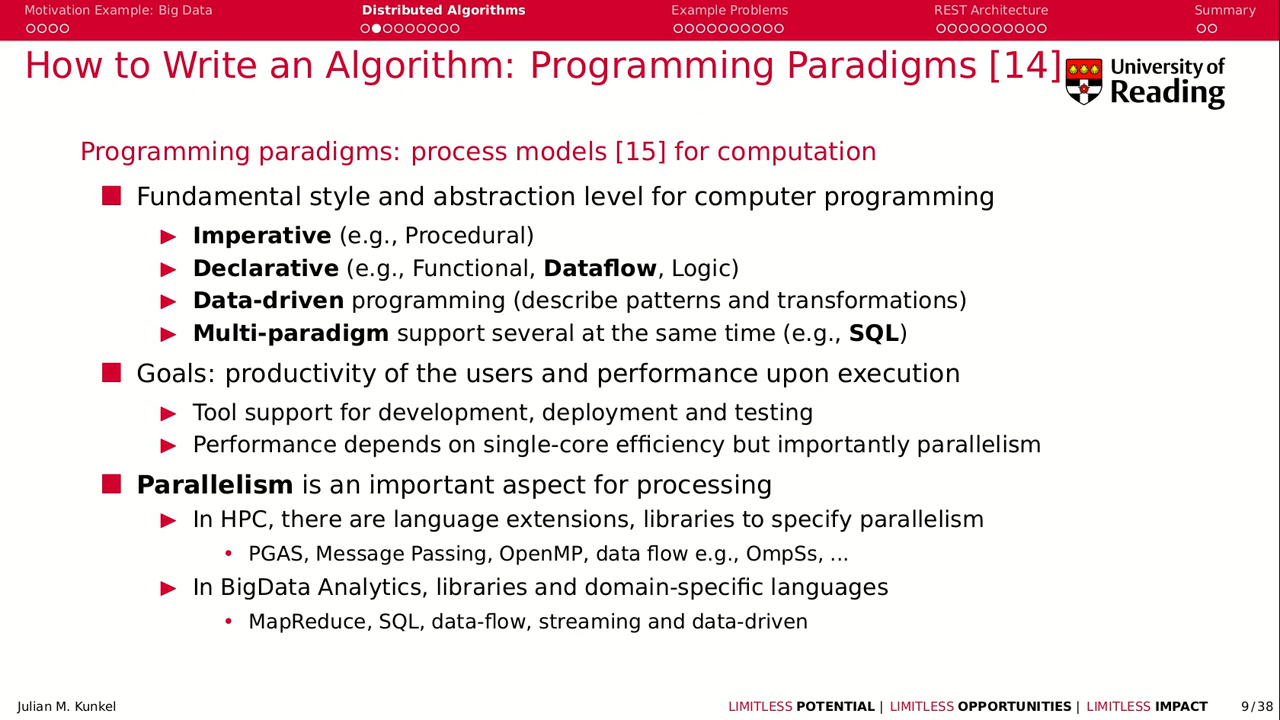 Motivation Example: Big Data Distributed Algorithms Example Problems REST Architecture Summary
How to Write an Algorithm: Programming Paradigms [14]
University of
Reading
Programming paradigms: process models [15] for computation
Fundamental style and abstraction level for computer programming
Imperative (e.g., Procedural)
Declarative (e.g., Functional, Dataflow, Logic)
Data-driven programming (describe patterns and transformations)
Multi-paradigm support several at the same time (e.g., SQL)
Goals: productivity of the users and performance upon execution
Tool support for development, deployment and testing
Performance depends on single-core efficiency but importantly parallelism
Parallelism is an important aspect for processing
In HPC, there are language extensions, libraries to specify parallelism
PGAS, Message Passing, OpenMP, data flow e.g., OmpSs, ...
In BigData Analytics, libraries and domain-specific languages
MapReduce, SQL, data-flow, streaming and data-driven
Julian M. Kunkel LIMITLESS POTENTIAL | LIMITLESS OPPORTUNITIES | LIMITLESS IMPACT 9/38